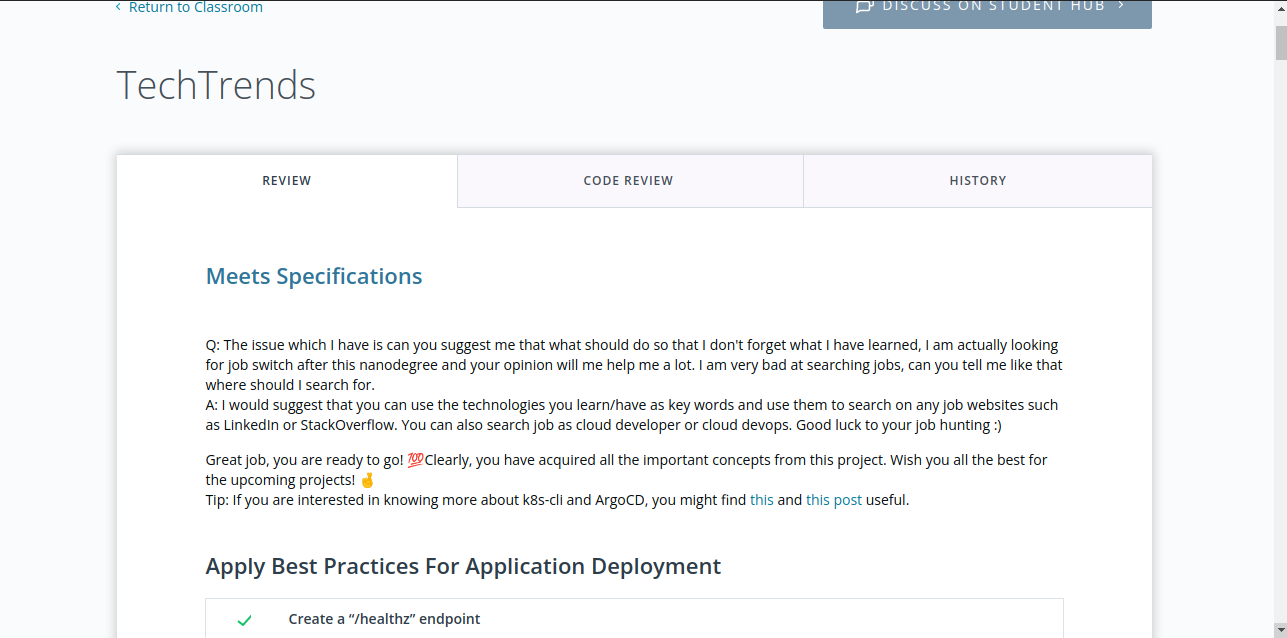 Return to Classroom
DISCUSS ON STUDENT HUB
TechTrends
REVIEW
CODE REVIEW
HISTORY
Meets Specifications
Q: The issue which I have is can you suggest me that what should do so that I don't forget what I have learned, I am actually looking
for job switch after this nanodegree and your opinion will me help me a lot. I am very bad at searching jobs, can you tell me like that
where should I search for.
A: I would suggest that you can use the technologies you learn/have as key words and use them to search on any job websites such
as LinkedIn or StackOverflow. You can also search job as cloud developer or cloud devops. Good luck to your job hunting :)
Great job, you are ready to go! 💯Clearly, you have acquired all the important concepts from this project. Wish you all the best for
the upcoming projects! 🤞
Tip: If you are interested in knowing more about k8s-cli and ArgoCD, you might find this and this post useful.
Apply Best Practices For Application Deployment
Create a “/healthz” endpoint